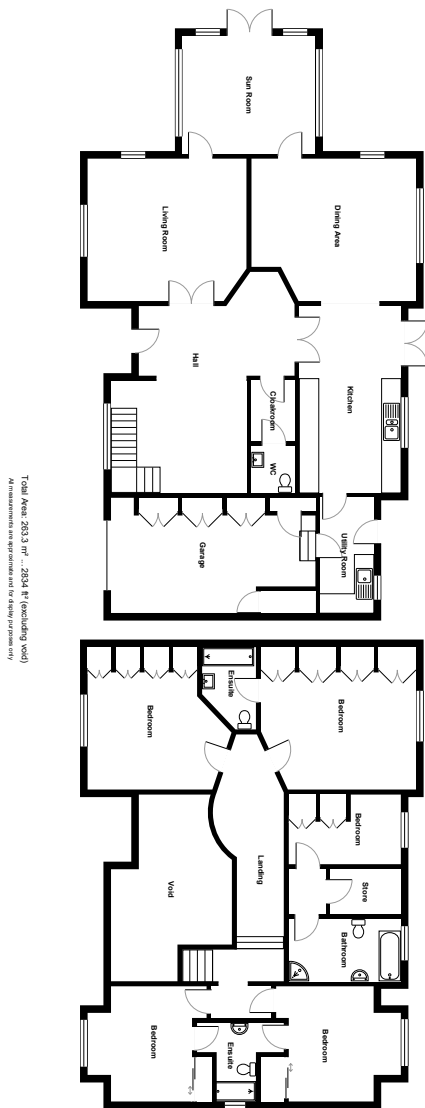 Sun Room
Living Room
Dining Area
Hall
Kitchen
Cloakroom
WC
Utility Room
Garage
Ensuite
Bedroom
Bedroom
Bedroom
Landing
Void
Store
Bathroom
Bedroom
Ensuite
Bedroom
Total Area: 263.3 m² ... 2834 ft² (excluding void)
All measurements are approximate and for display purposes only